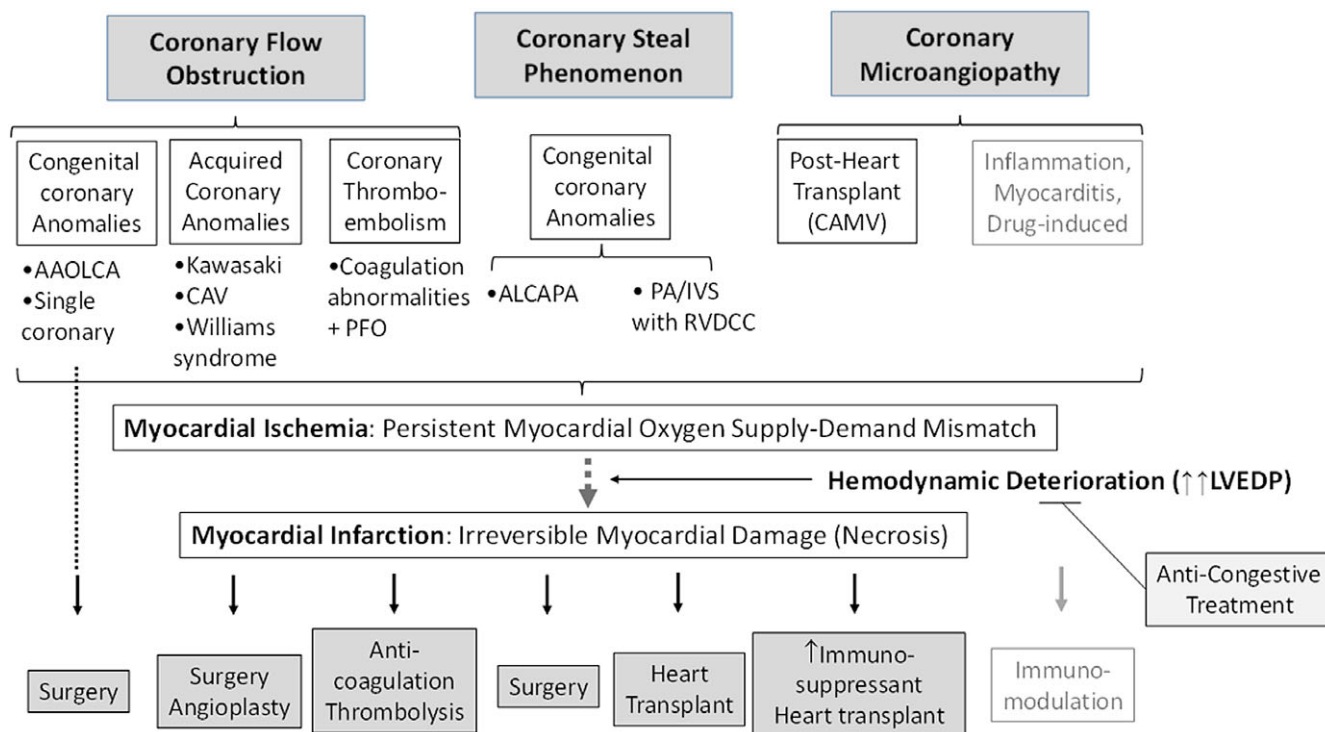 Coronary Flow
Obstruction
Coronary Steal
Phenomenon
Coronary
Microangiopathy
Congenital
coronary
Anomalies
Acquired
Coronary
Anomalies
Coronary
Thrombo-
embolism
Congenital
coronary
Anomalies
Post-Heart
Transplant
(CAMV)
Inflammation,
Myocarditis,
Drug-induced
•AAOLCA
•Single
coronary
•Kawasaki
•CAV
•Williams
syndrome
•Coagulation
abnormalities
+ PFO
•ALCAPA
• PA/IVS
with RVDCC
Myocardial Ischemia: Persistent Myocardial Oxygen Supply-Demand Mismatch
Hemodynamic Deterioration (↑↑LVEDP)
Myocardial Infarction: Irreversible Myocardial Damage (Necrosis)
Anti-Congestive
Treatment
Surgery
Surgery
Angioplasty
Anti-
coagulation
Thrombolysis
Surgery
Heart
Transplant
↑Immuno-
suppressant
Heart transplant
Immuno-
modulation